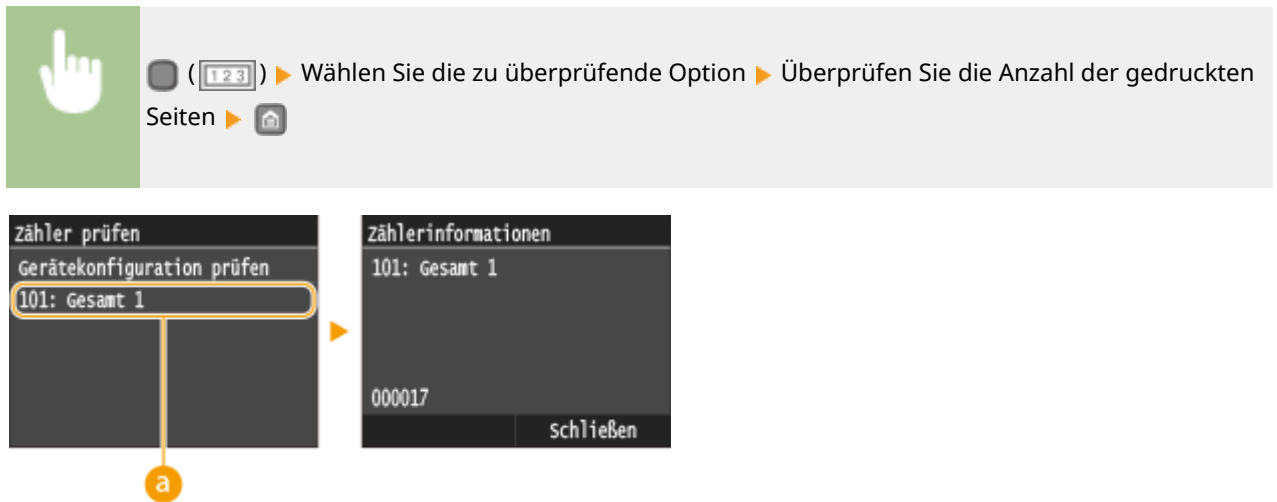 (123) ▶ Wählen Sie die zu überprüfende Option ▶ Überprüfen Sie die Anzahl der gedruckten
Seiten ▶
Zähler prüfen
Gerätekonfiguration prüfen
101: Gesamt 1
Zählerinformationen
101: Gesamt 1
000017
Schließen
a